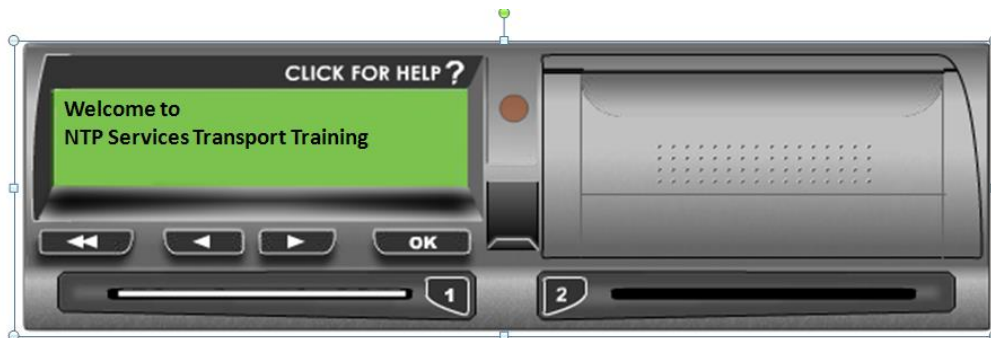 CLICK FOR HELP?
Welcome to
NTP Services Transport Training
OK
1
2